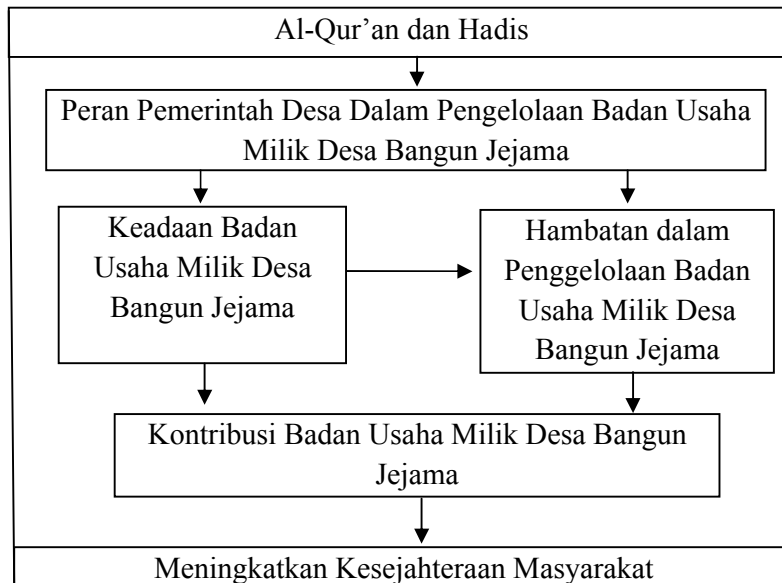 Al-Qur'an dan Hadis
Peran Pemerintah Desa Dalam Pengelolaan Badan Usaha
Milik Desa Bangun Jejama
Keadaan Badan
Usaha Milik Desa
Bangun Jejama
Hambatan dalam
Penggelolaan Badan
Usaha Milik Desa
Bangun Jejama
Kontribusi Badan Usaha Milik Desa Bangun
Jejama
Meningkatkan Kesejahteraan Masyarakat